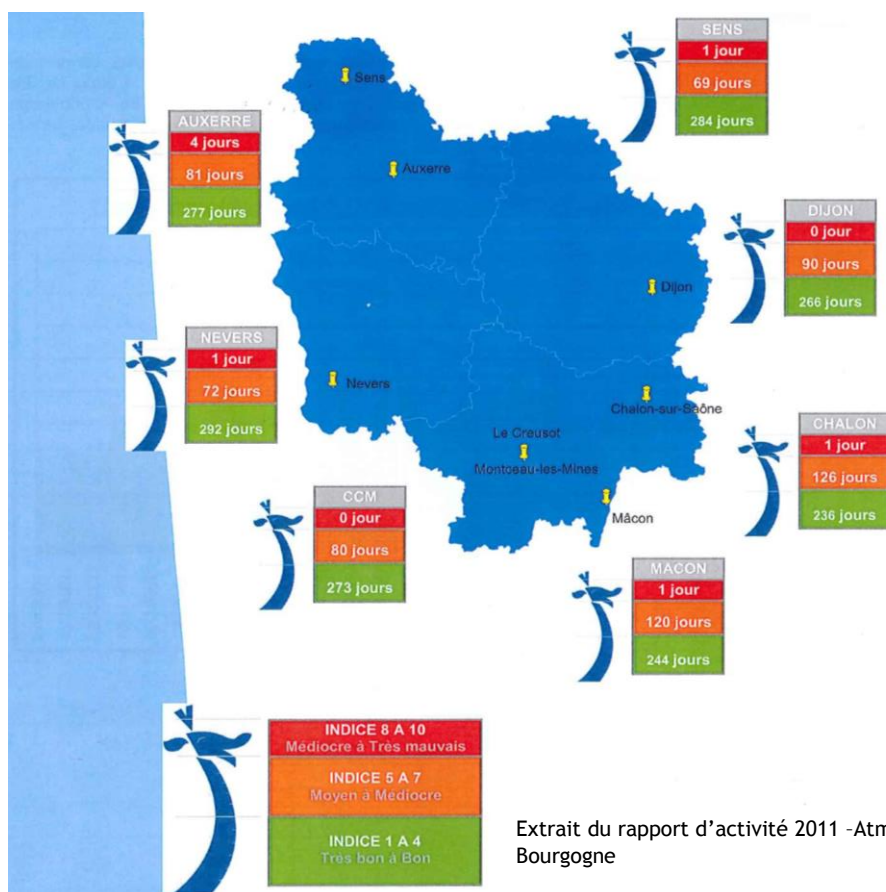 SENS
1 jour
69 jours
284 jours
Sens
AUXERRE
4 jours
81 jours
277 jours
Auxerre
DIJON
0 jour
90 jours
266 jours
Dijon
NEVERS
1 jour
72 jours
292 jours
Nevers
Chalon-sur-Saône
CHALON
1 jour
126 jours
236 jours
Le Creusot
Montceau-les-Mines
CCM
0 jour
80 jours
273 jours
Mâcon
MACON
1 jour
120 jours
244 jours
INDICE 8 A 10
Médiocre à Très mauvais
INDICE 5 A 7
Moyen à Médiocre
INDICE 1 A 4
Très bon à Bon
Extrait du rapport d'activité 2011 -Atm
Bourgogne